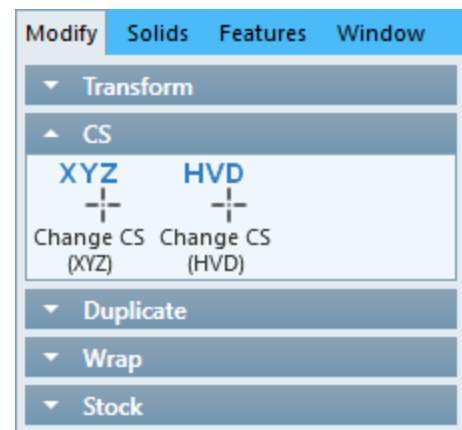 Modify Solids Features Window
Transform
CS
XYZ HVD
Change CS Change CS
(XYZ) (HVD)
Duplicate
Wrap
Stock